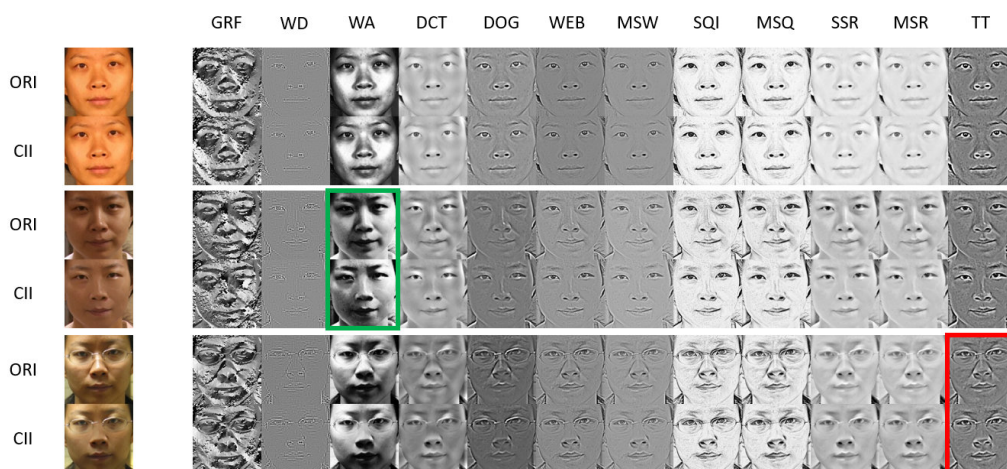 GRF WD WA DCT DOG WEB MSW SQI MSQ SSR MSR TT
ORI
CII
ORI
CII
ORI
CII